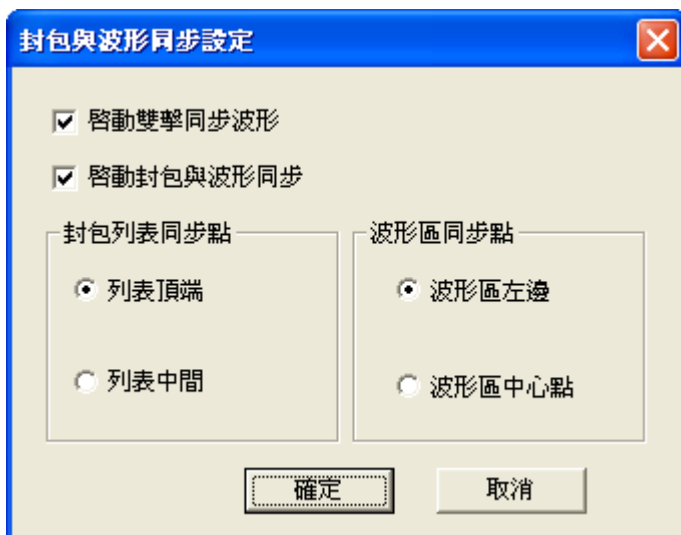 封包與波形同步設定
啓動雙擊同步波形
啓動封包與波形同步
封包列表同步點
列表頂端
列表中間
波形區同步點
波形區左邊
波形區中心點
確定
取消